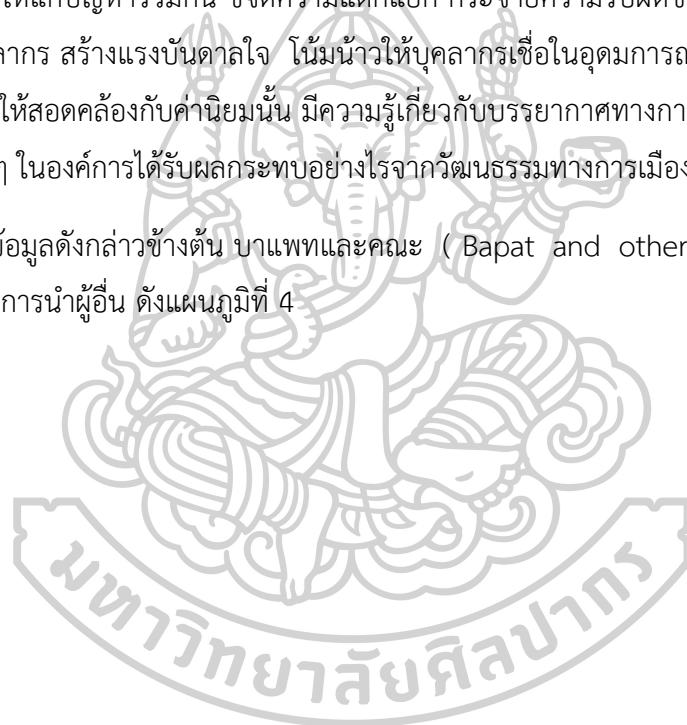 ให้แก้ปัญหาร่วมกัน ขจัดความแตกแยก กระจายความรับผิดช
ลากร สร้างแรงบันดาลใจ โน้มน้าวให้บุคลากรเชื่อในอุดมการณ
ให้สอดคล้องกับค่านิยมนั้น มีความรู้เกี่ยวกับบรรยากาศทางกา
ๆ ในองค์การได้รับผลกระทบอย่างไรจากวัฒนธรรมทางการเมือง
ข้อมูลดังกล่าวข้างต้น บาแพทและคณะ ( Bapat and other
การนำผู้อื่น ดังแผนภูมิที่ 4
มหาวิทยาลัยศิลปากร